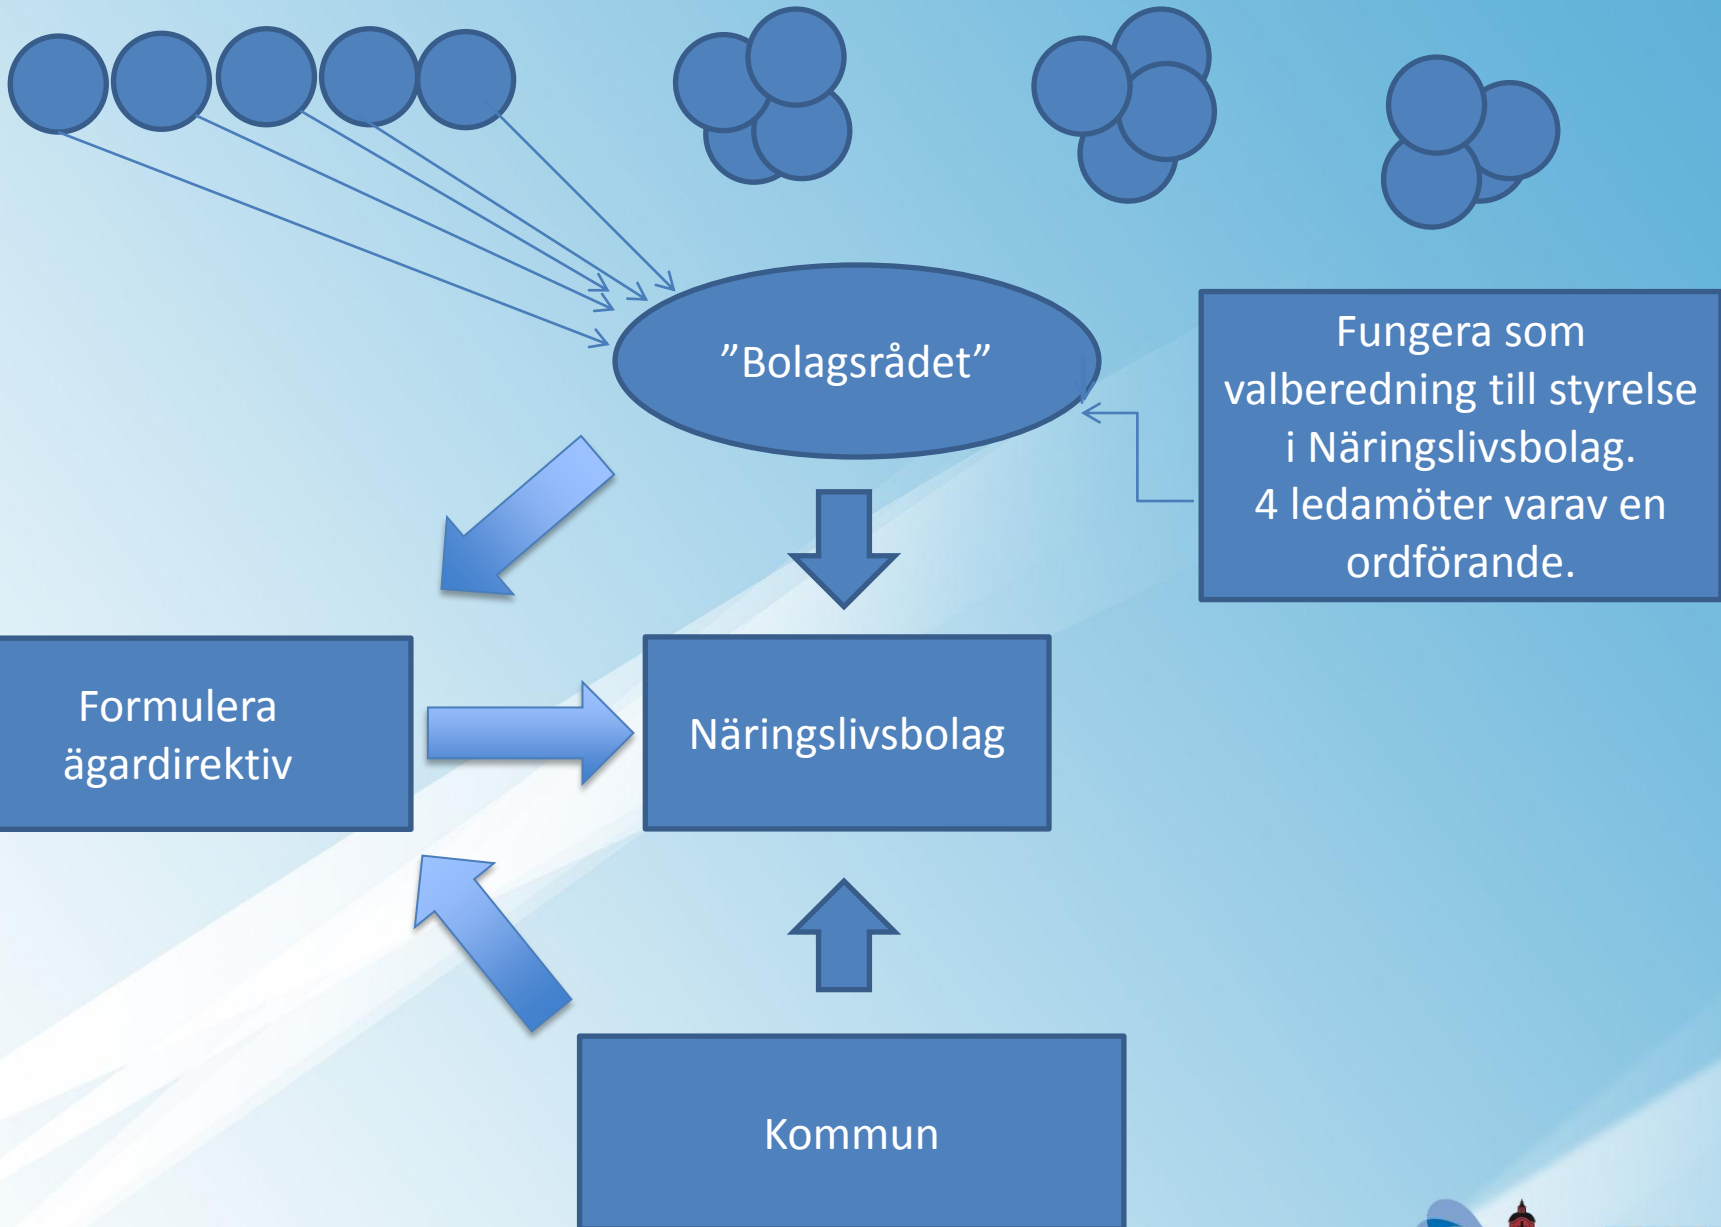 ”Bolagsrådet”
Fungera som
valberedning till styrelse
i Näringslivsbolag.
4 ledamöter varav en
ordförande.
Formulera
ägardirektiv
Näringslivsbolag
Kommun